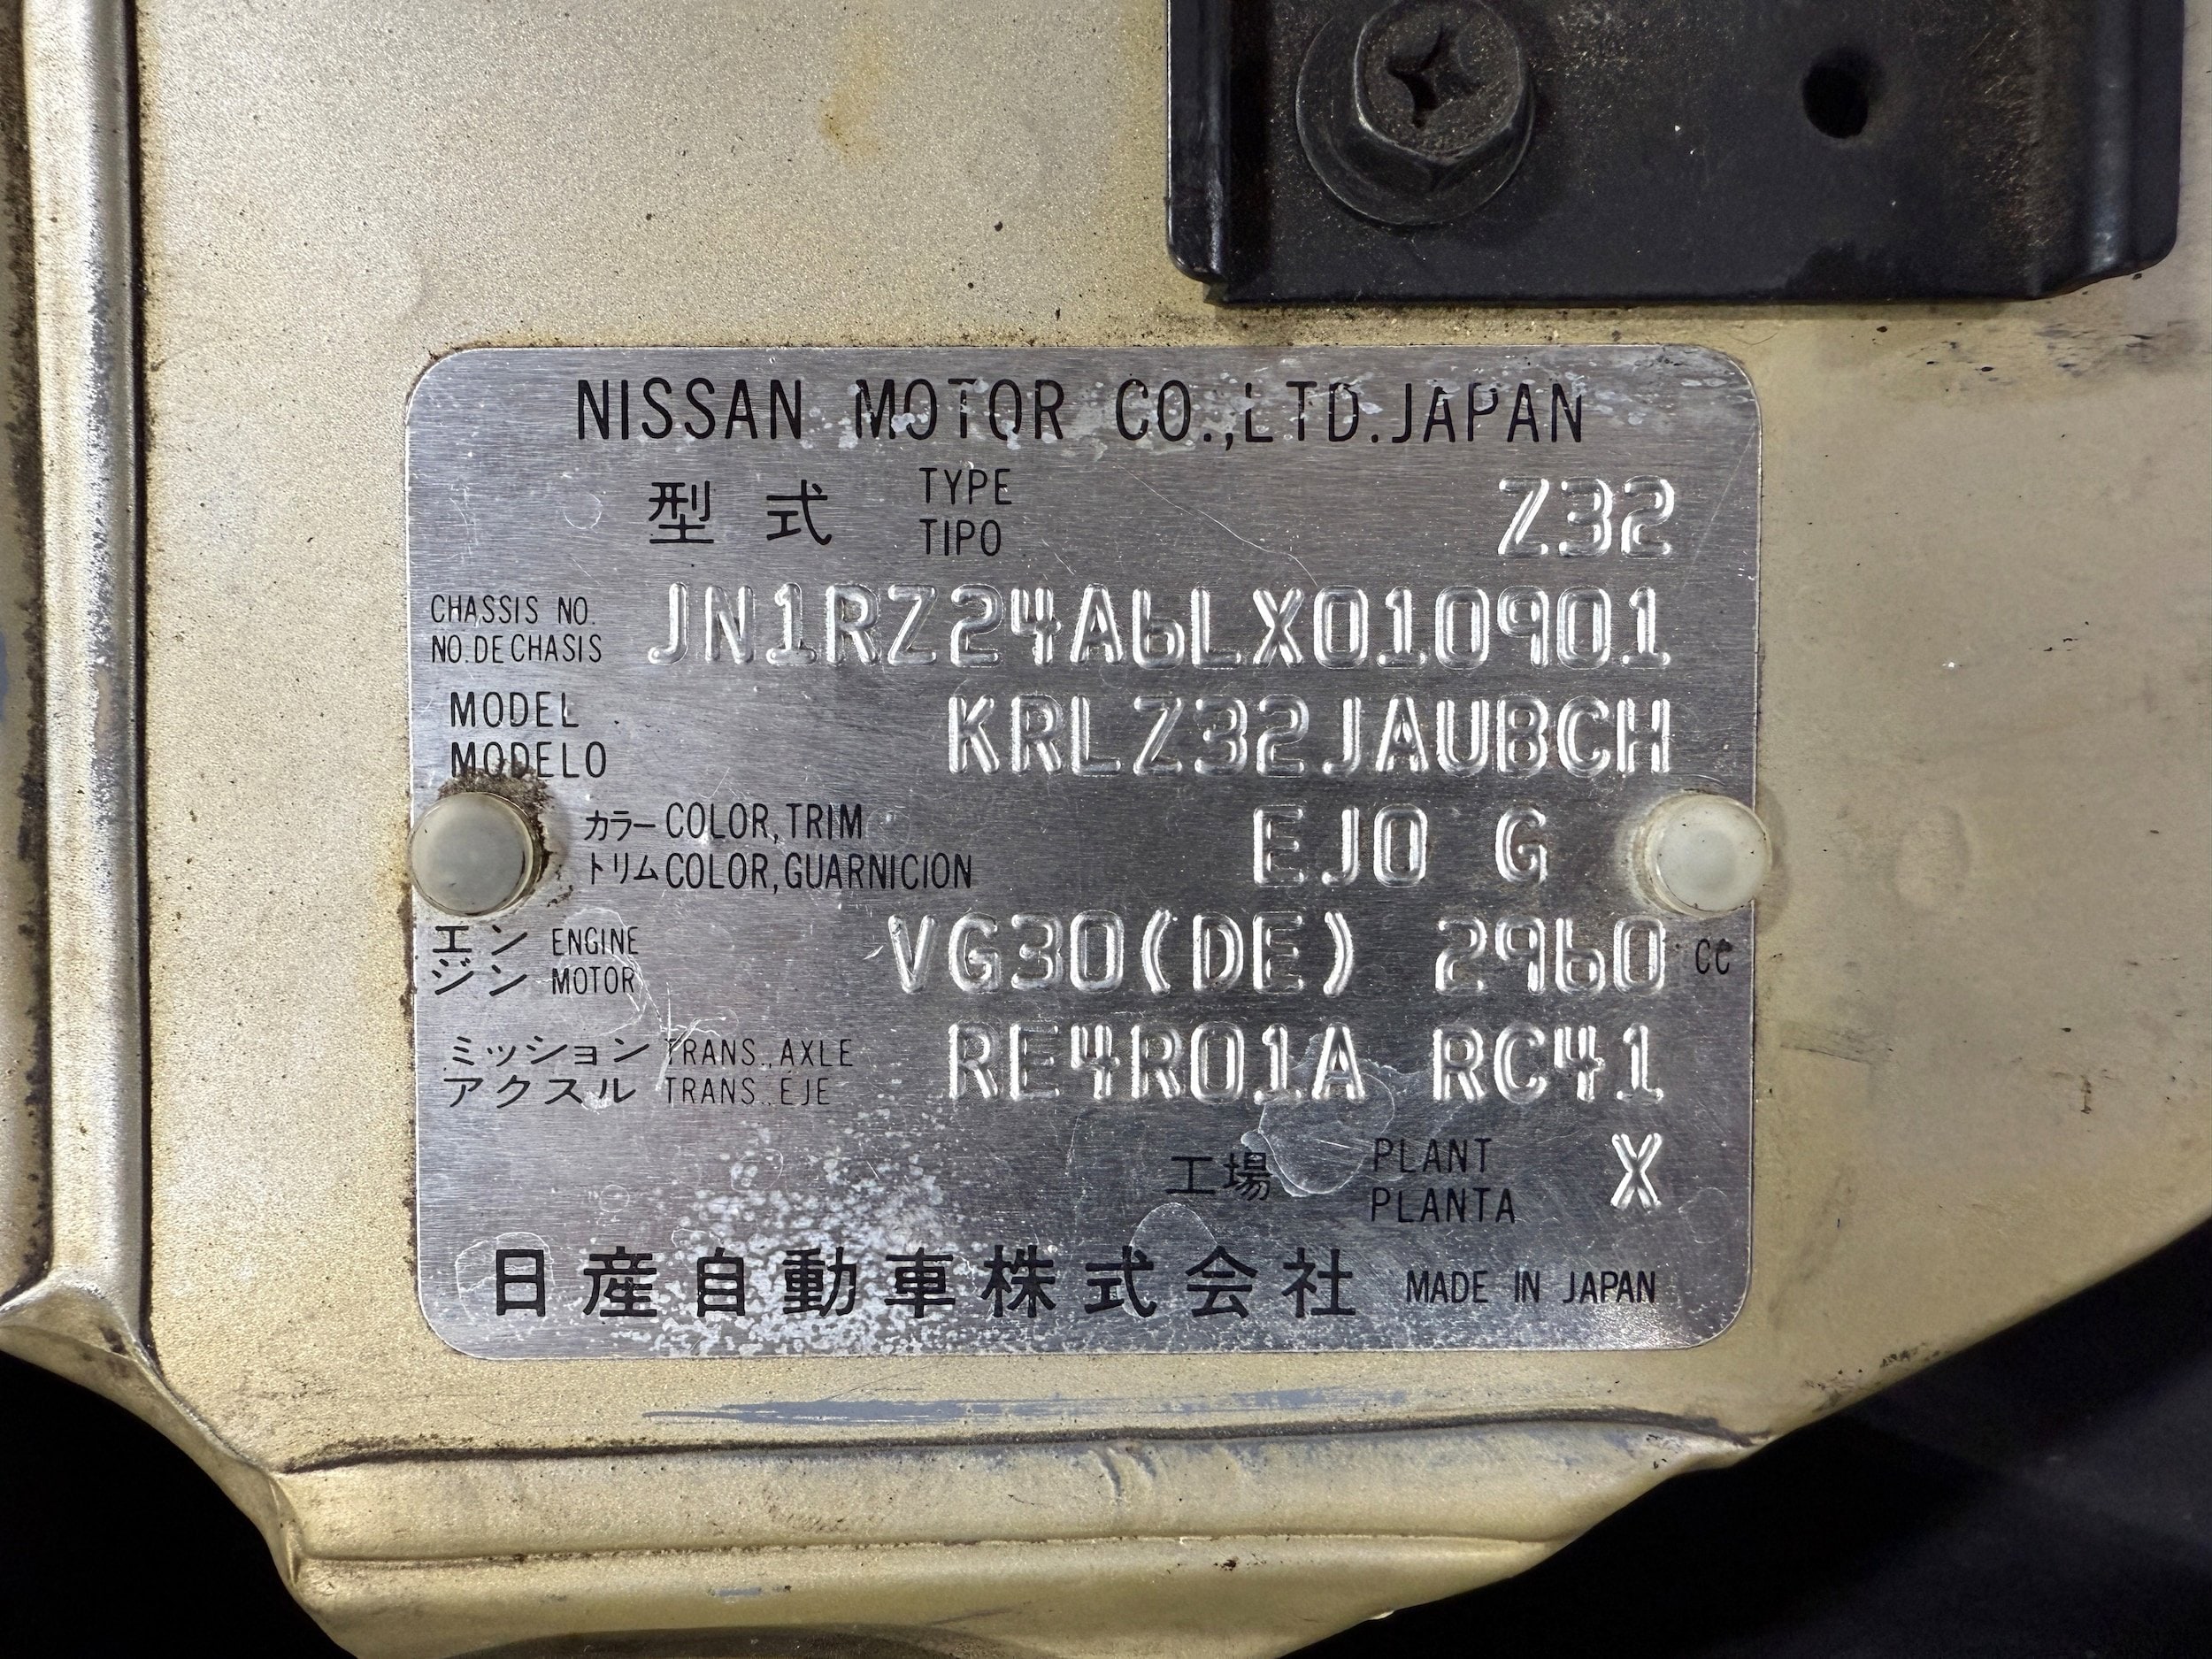 NISSAN MOTOR CO.,LTD.JAPAN
型式 TYPE Z32
TIPO
CHASSIS NO. JN1RZ24A6LX010901
NO.DE CHASIS
MODEL KRLZ32JAUBCH
MODELO
カラー COLOR,TRIM EJ0 G
トリム COLOR,GUARNICION
エン ENGINE VG30(DE) 2960 cc
ジン MOTOR
ミッション TRANS.,AXLE RE4R01A RC41
アクスル TRANS.,EJE
工場 PLANT X
PLANTA
日産自動車株式会社 MADE IN JAPAN